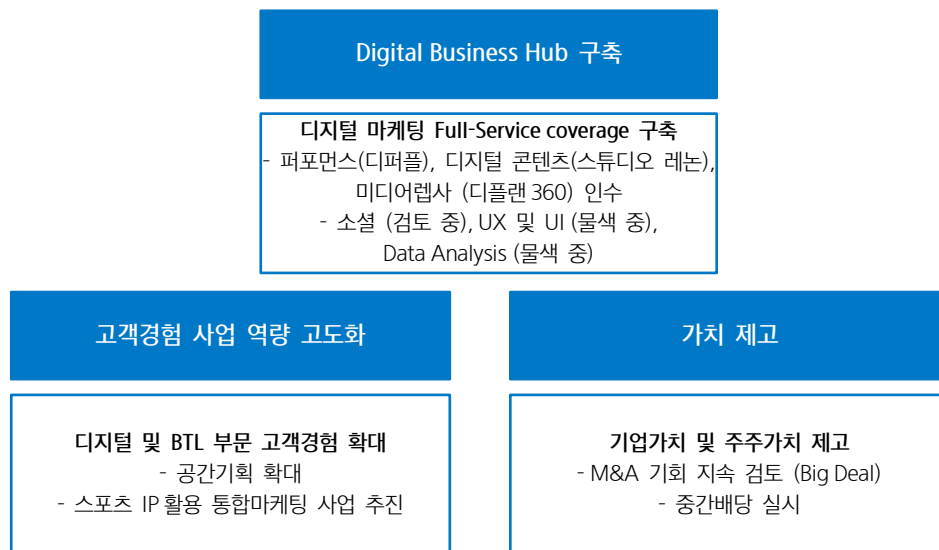 Digital Business Hub 구축
디지털 마케팅 Full-Service coverage 구축
- 퍼포먼스(디퍼플), 디지털 콘텐츠(스튜디오 레논),
미디어렙사 (디플랜 360) 인수
- 소셜 (검토 중), UX 및 UI (물색 중),
Data Analysis (물색 중)
고객경험 사업 역량 고도화
디지털 및 BTL 부문 고객경험 확대
- 공간기획 확대
- 스포츠 IP 활용 통합마케팅 사업 추진
가치 제고
기업가치 및 주주가치 제고
- M&A 기회 지속 검토 (Big Deal)
- 중간배당 실시